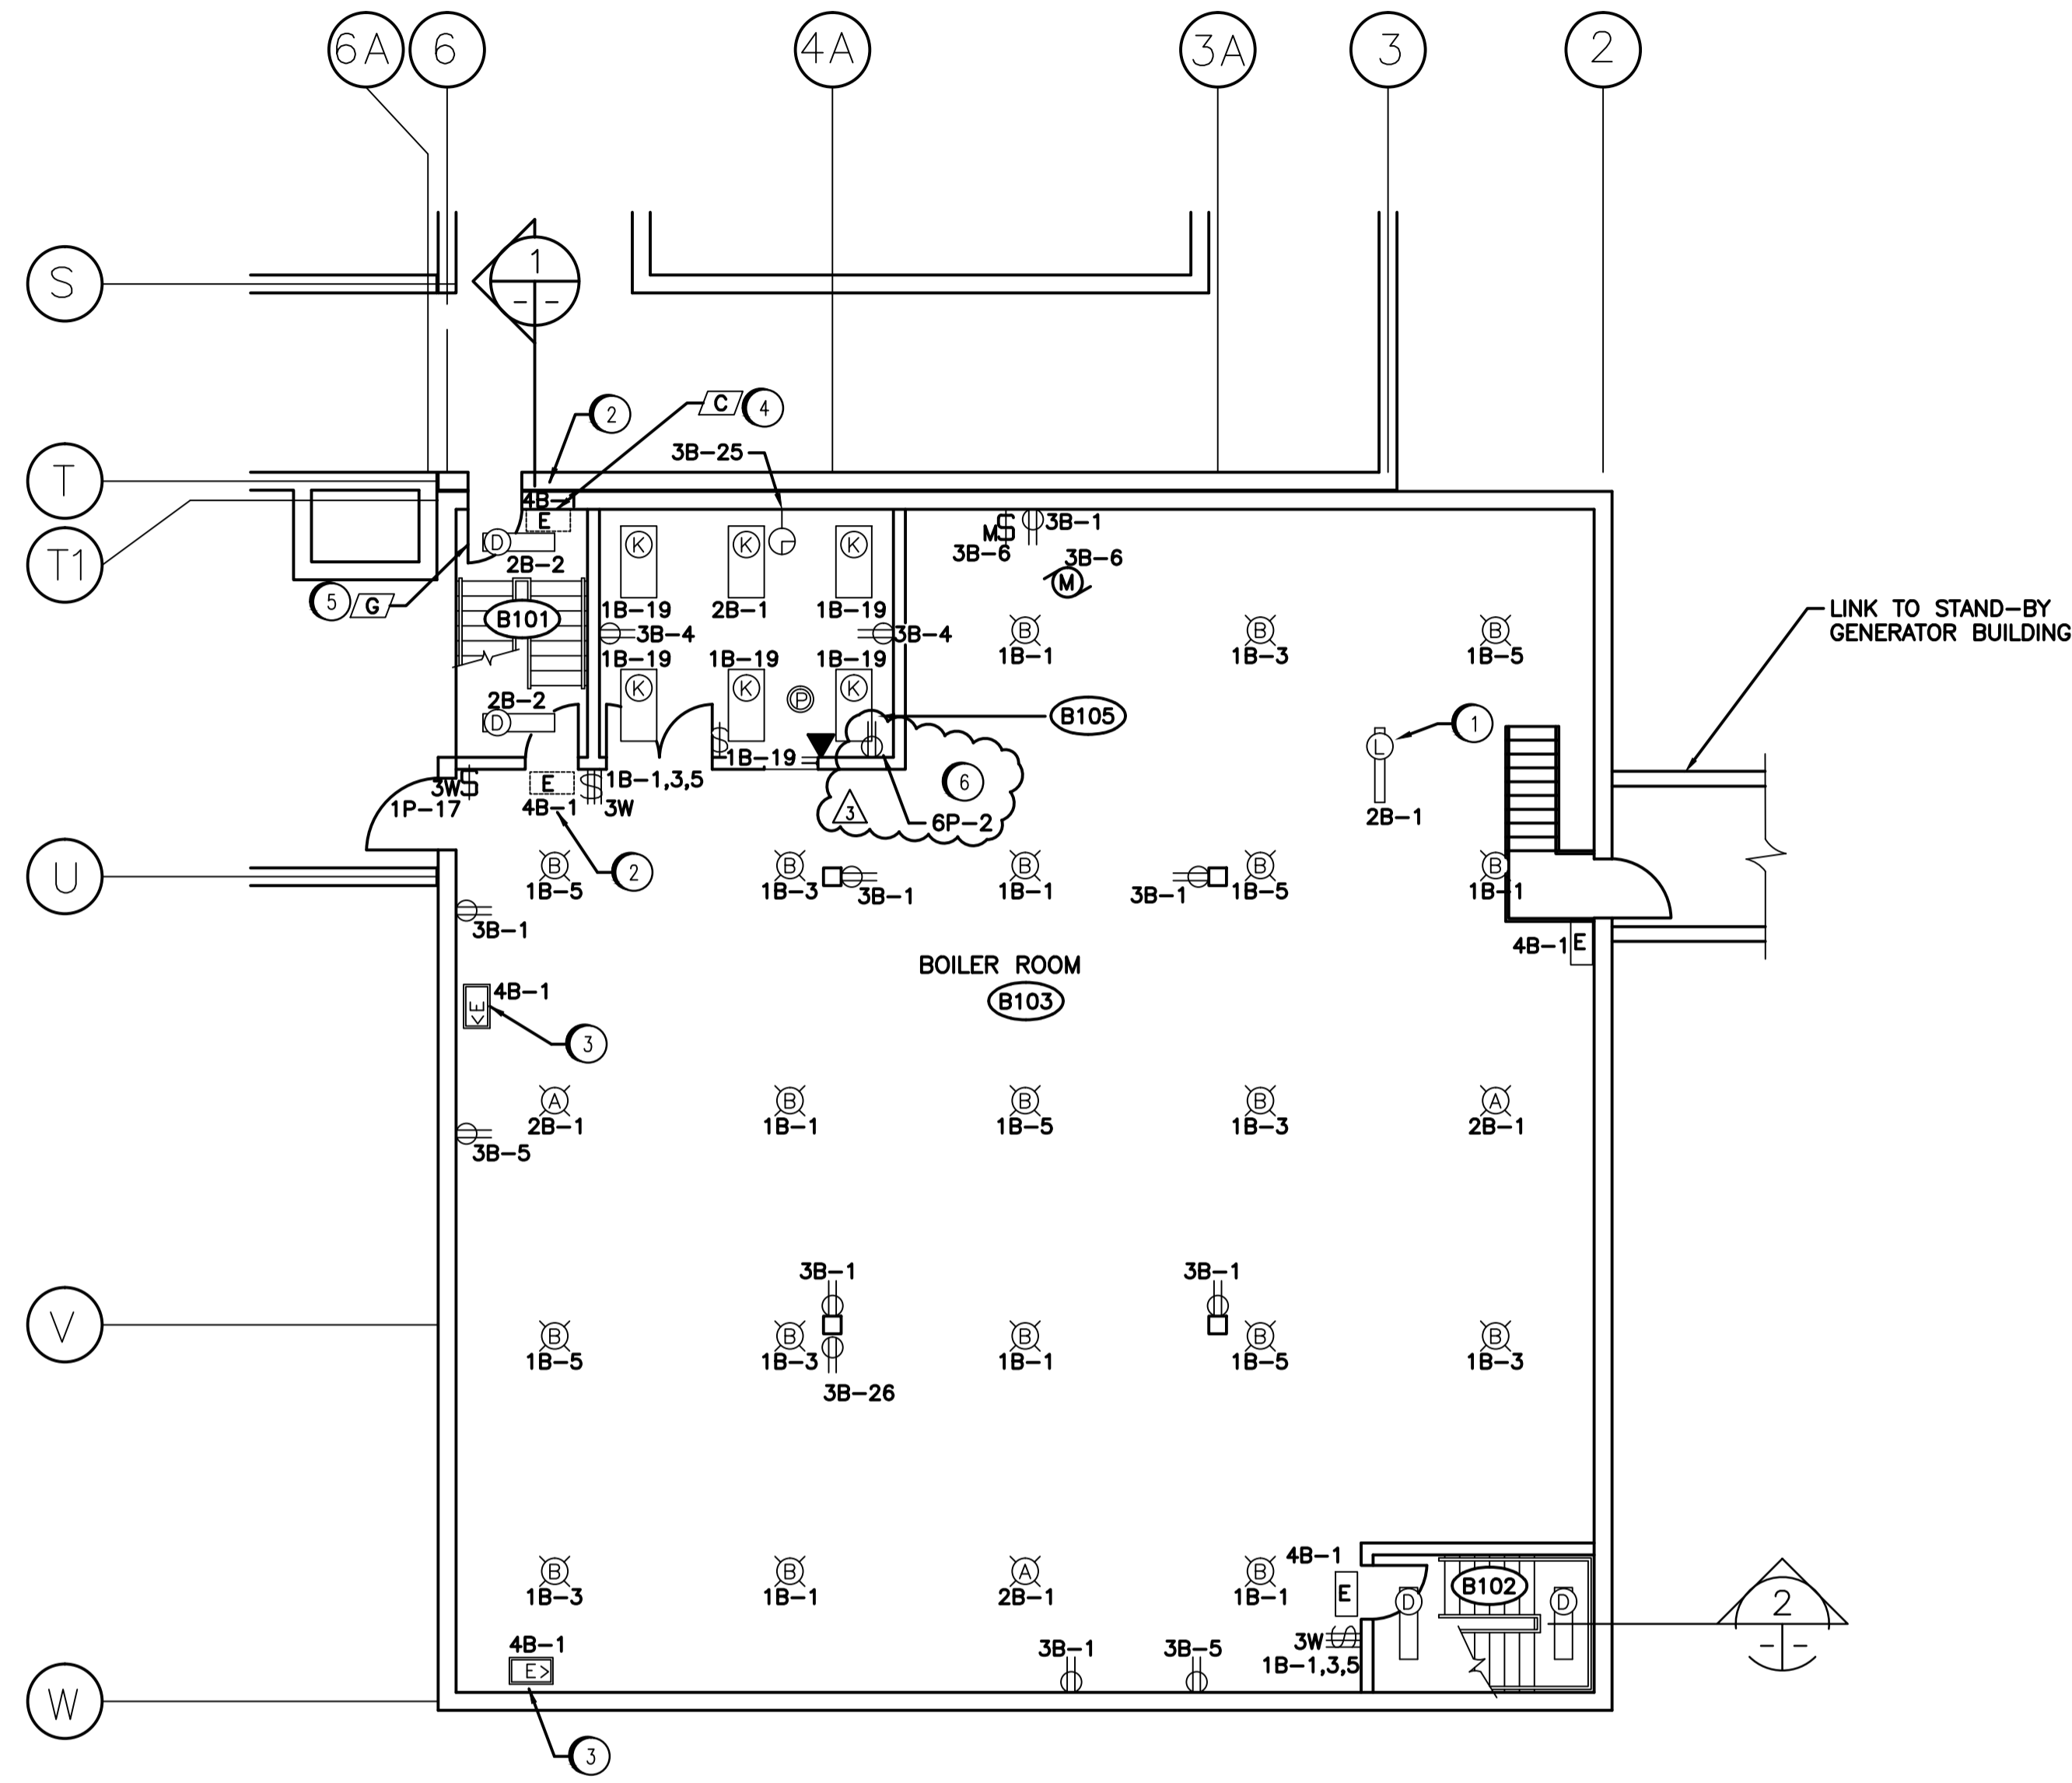 6A 6 4A 3A 3 2
S
1
- -
C 4
2
3B-25
T
4B-1
E
D
2B-2
K K K
M$ 3B-1
3B-6 3B-6
M
T1
5 G
B101
1B-19 2B-1 1B-19
3B-4 3B-4
B B B
1B-1 1B-3 1B-5
LINK TO STAND-BY
GENERATOR BUILDING
1B-19 1B-19 1B-19
K K K
2B-2
D
P
B105
L 1
1B-19
3W$
1P-17
E
4B-1
$
1B-1,3,5
3W
6
3
6P-2
2B-1
U
2
B B B B B
1B-5 1B-3 3B-1 1B-1 3B-1 1B-5 1B-1
3B-1
4B-1 E
BOILER ROOM
B103
E> 4B-1
3
A B B B A
2B-1 1B-1 1B-5 1B-3 2B-1
3B-5
3B-1 3B-1
V
B B B B B
1B-5 1B-3 1B-1 1B-5 1B-3
3B-26
B B A B
1B-3 1B-1 2B-1 1B-1
4B-1
E
B102
D D
2
- -
4B-1
E>
3B-1 3B-5
3W $
1B-1,3,5
W
3